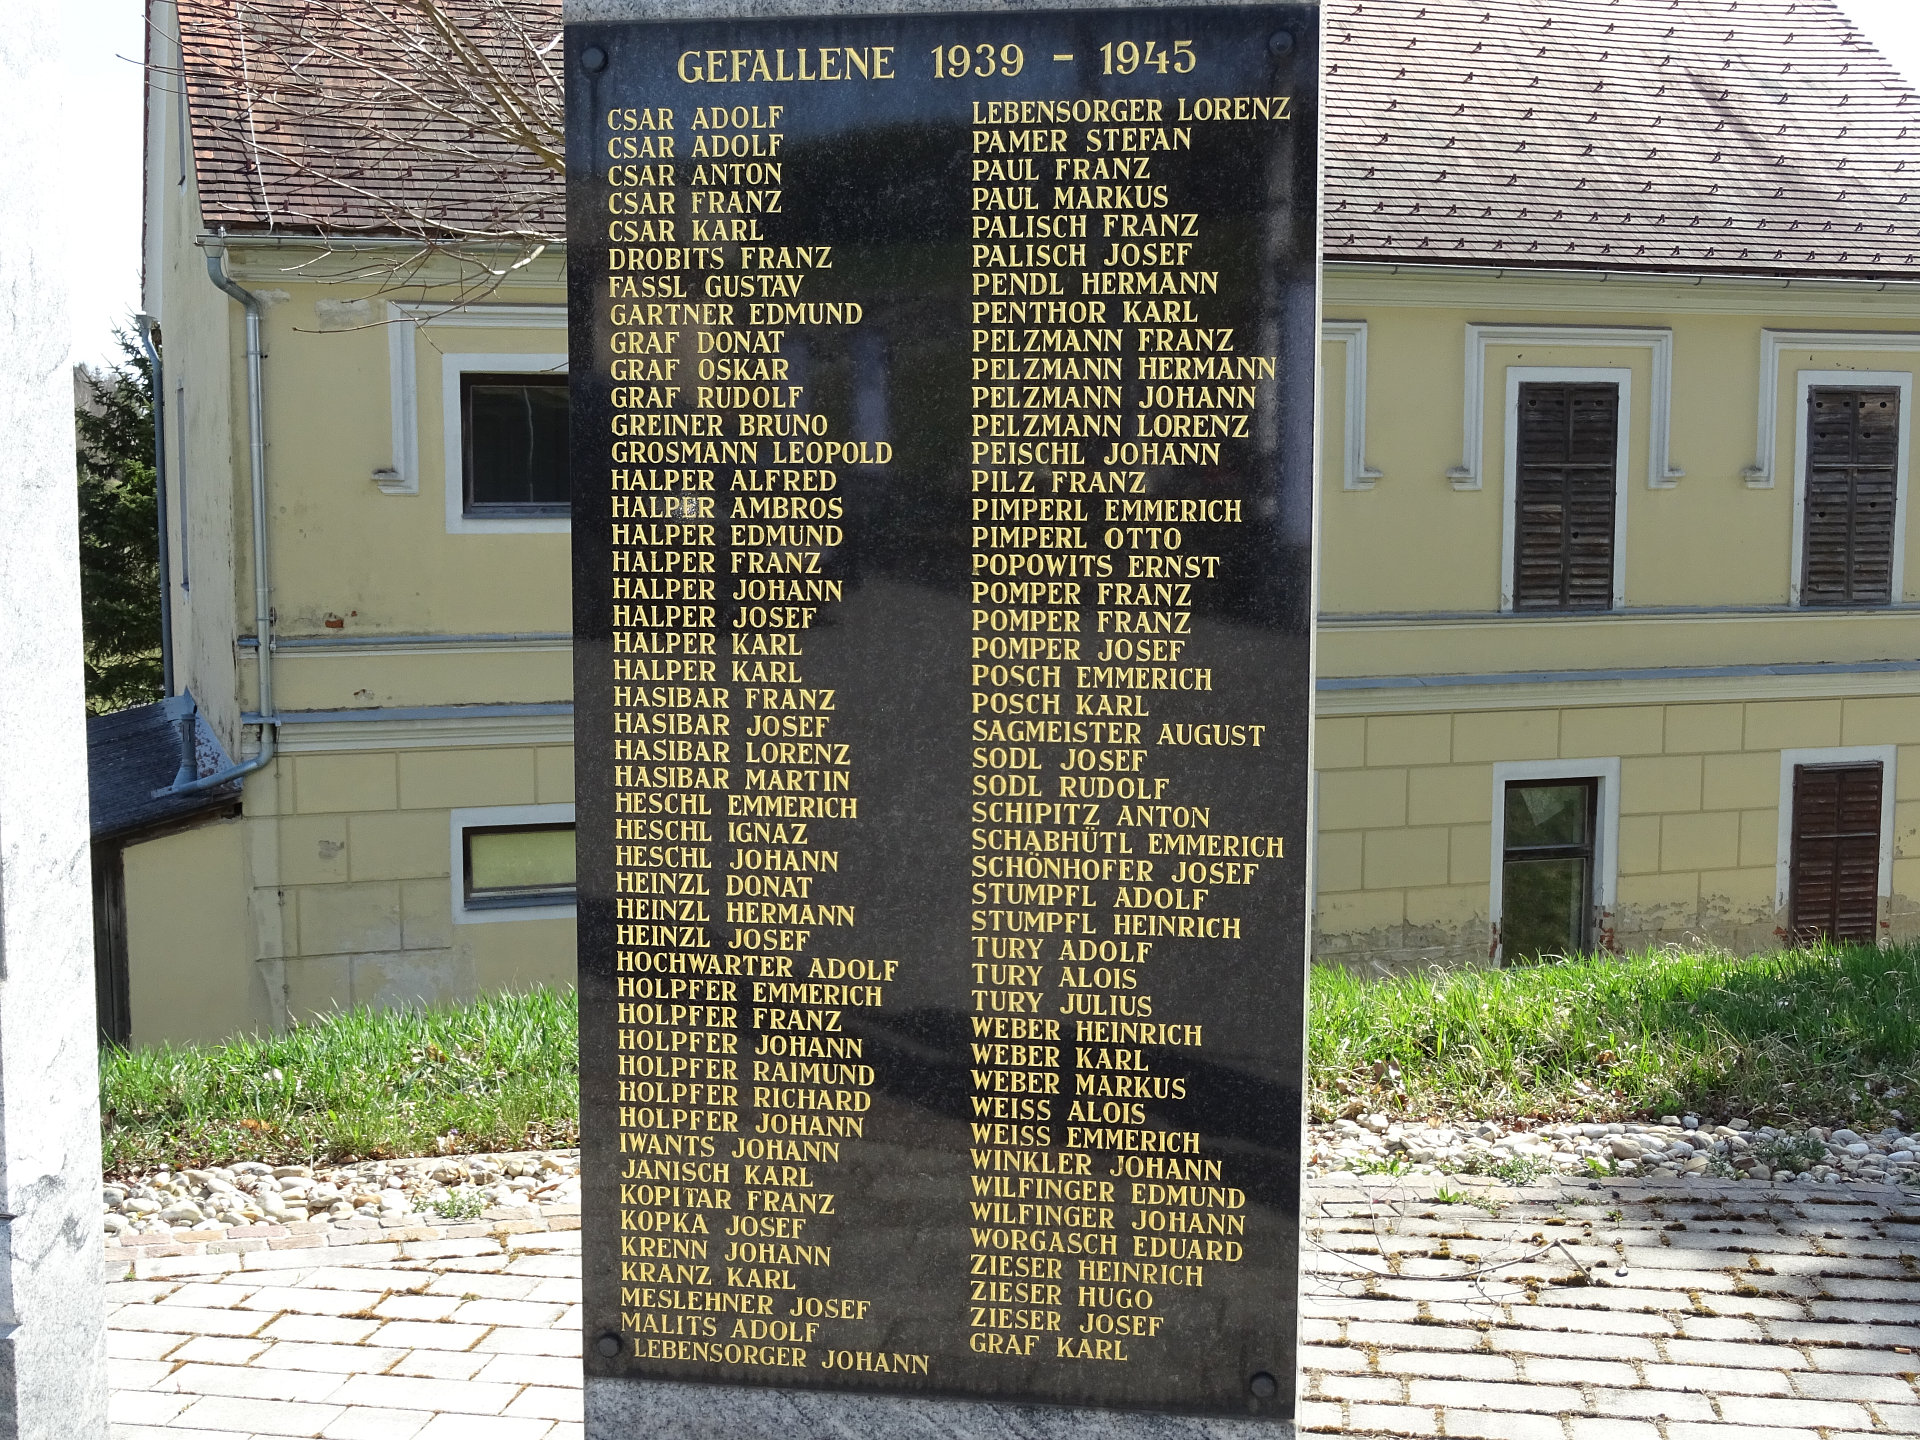 GEFALLENE 1939 - 1945
CSAR ADOLF
CSAR ADOLF
CSAR ANTON
CSAR FRANZ
CSAR KARL
DROBITS FRANZ
FASSL GUSTAV
GARTNER EDMUND
GRAF DONAT
GRAF OSKAR
GRAF RUDOLF
GREINER BRUNO
GROSMANN LEOPOLD
HALPER ALFRED
HALPER AMBROS
HALPER EDMUND
HALPER FRANZ
HALPER JOHANN
HALPER JOSEF
HALPER KARL
HALPER KARL
HASIBAR FRANZ
HASIBAR JOSEF
HASIBAR LORENZ
HASIBAR MARTIN
HESCHL EMMERICH
HESCHL IGNAZ
HESCHL JOHANN
HEINZL DONAT
HEINZL HERMANN
HEINZL JOSEF
HOCHWARTER ADOLF
HOLPFER EMMERICH
HOLPFER FRANZ
HOLPFER JOHANN
HOLPFER RAIMUND
HOLPFER RICHARD
HOLPFER JOHANN
IWANTS JOHANN
JANISCH KARL
KOPITAR FRANZ
KOPKA JOSEF
KRENN JOHANN
KRANZ KARL
MESLEHNER JOSEF
MALITS ADOLF
LEBENSORGER JOHANN
LEBENSORGER LORENZ
PAMER STEFAN
PAUL FRANZ
PAUL MARKUS
PALISCH FRANZ
PALISCH JOSEF
PENDL HERMANN
PENTHOR KARL
PELZMANN FRANZ
PELZMANN HERMANN
PELZMANN JOHANN
PELZMANN LORENZ
PEISCHL JOHANN
PILZ FRANZ
PIMPERL EMMERICH
PIMPERL OTTO
POPOWITS ERNST
POMPER FRANZ
POMPER FRANZ
POMPER JOSEF
POSCH EMMERICH
POSCH KARL
SAGMEISTER AUGUST
SODL JOSEF
SODL RUDOLF
SCHIPITZ ANTON
SCHABHÜTL EMMERICH
SCHÖNHOFER JOSEF
STUMPFL ADOLF
STUMPFL HEINRICH
TURY ADOLF
TURY ALOIS
TURY JULIUS
WEBER HEINRICH
WEBER KARL
WEBER MARKUS
WEISS ALOIS
WEISS EMMERICH
WINKLER JOHANN
WILFINGER EDMUND
WILFINGER JOHANN
WORGASCH EDUARD
ZIESER HEINRICH
ZIESER HUGO
ZIESER JOSEF
GRAF KARL